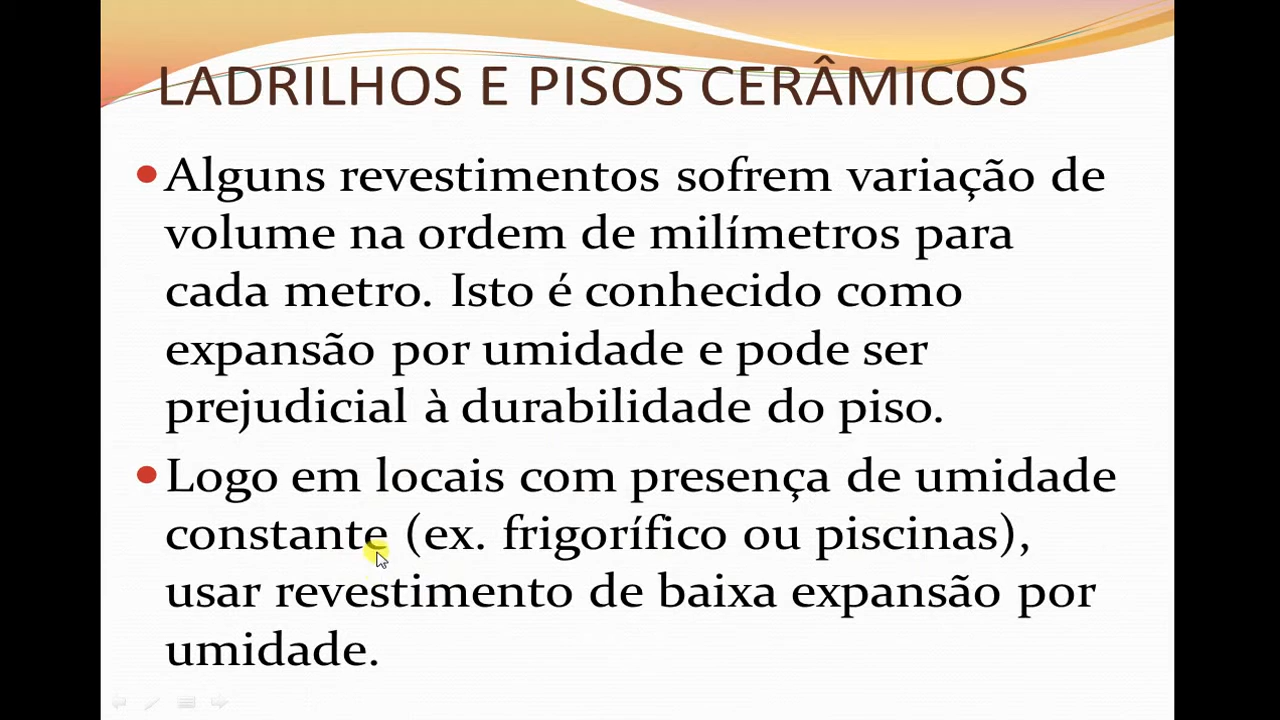 LADRILHOS E PISOS CERÂMICOS
•Alguns revestimentos sofrem variação de
volume na ordem de milímetros para
cada metro. Isto é conhecido como
expansão por umidade e pode ser
prejudicial à durabilidade do piso.
•Logo em locais com presença de umidade
constante (ex. frigorífico ou piscinas),
usar revestimento de baixa expansão por
umidade.